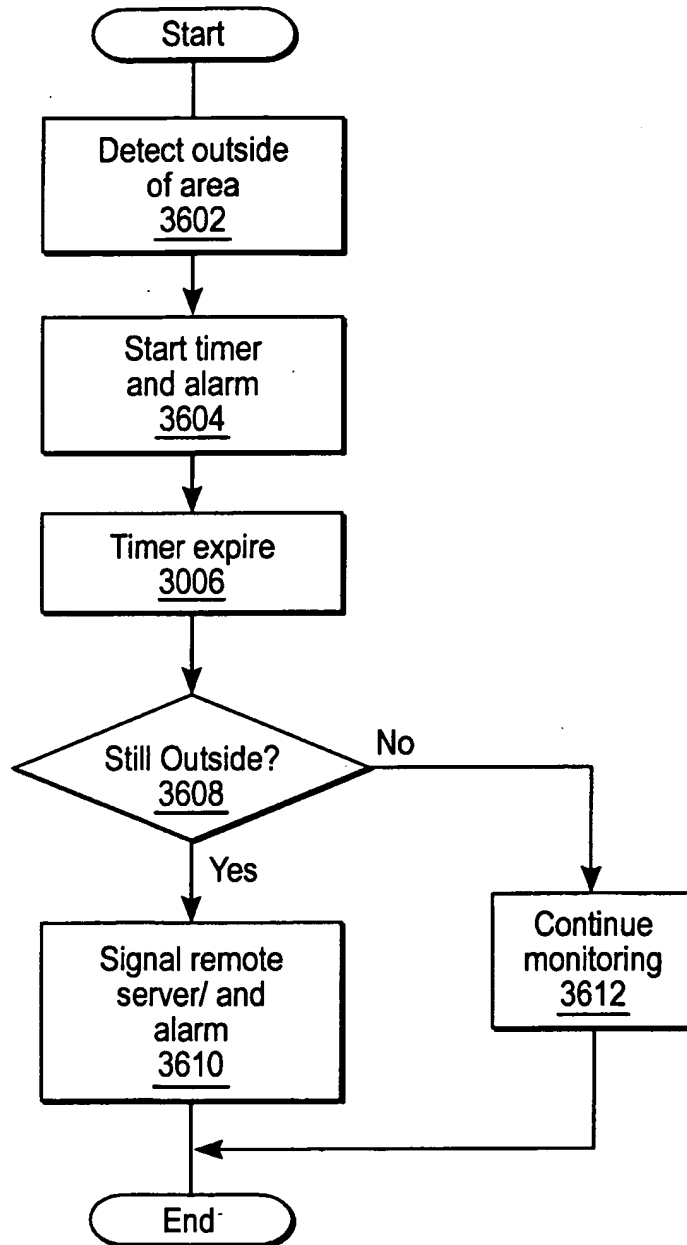 Start
Detect outside
of area
3602
Start timer
and alarm
3604
Timer expire
3006
Still Outside?
3608
No
Yes
Signal remote
server/ and
alarm
3610
Continue
monitoring
3612
End